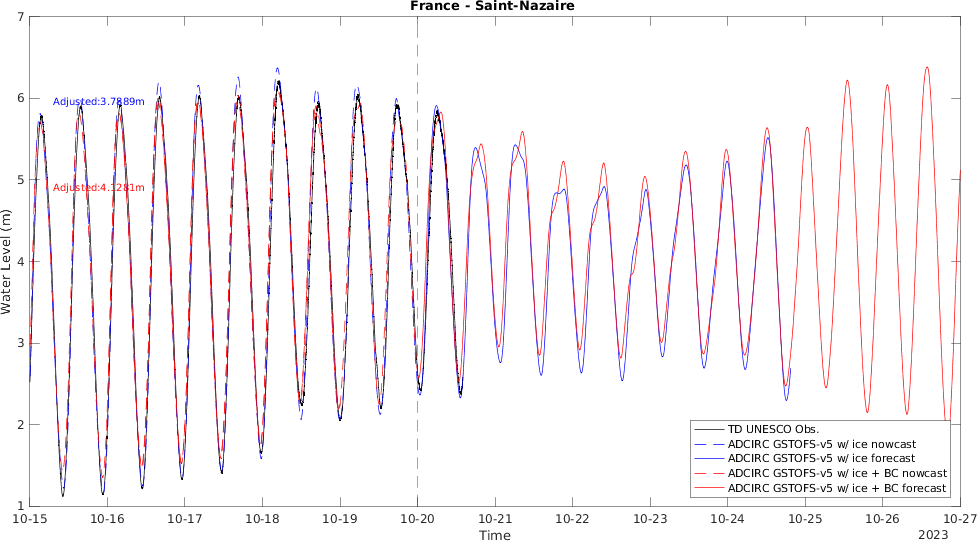 France - Saint-Nazaire
7
6
5
4
3
2
1
Water Level (m)
Adjusted:3.7889m
Adjusted:4.1281m
TD UNESCO Obs.
ADCIRC GSTOFS-v5 w/ ice nowcast
ADCIRC GSTOFS-v5 w/ ice forecast
ADCIRC GSTOFS-v5 w/ ice + BC nowcast
ADCIRC GSTOFS-v5 w/ ice + BC forecast
10-15 10-16 10-17 10-18 10-19 10-20 10-21 10-22 10-23 10-24 10-25 10-26 10-27
Time
2023